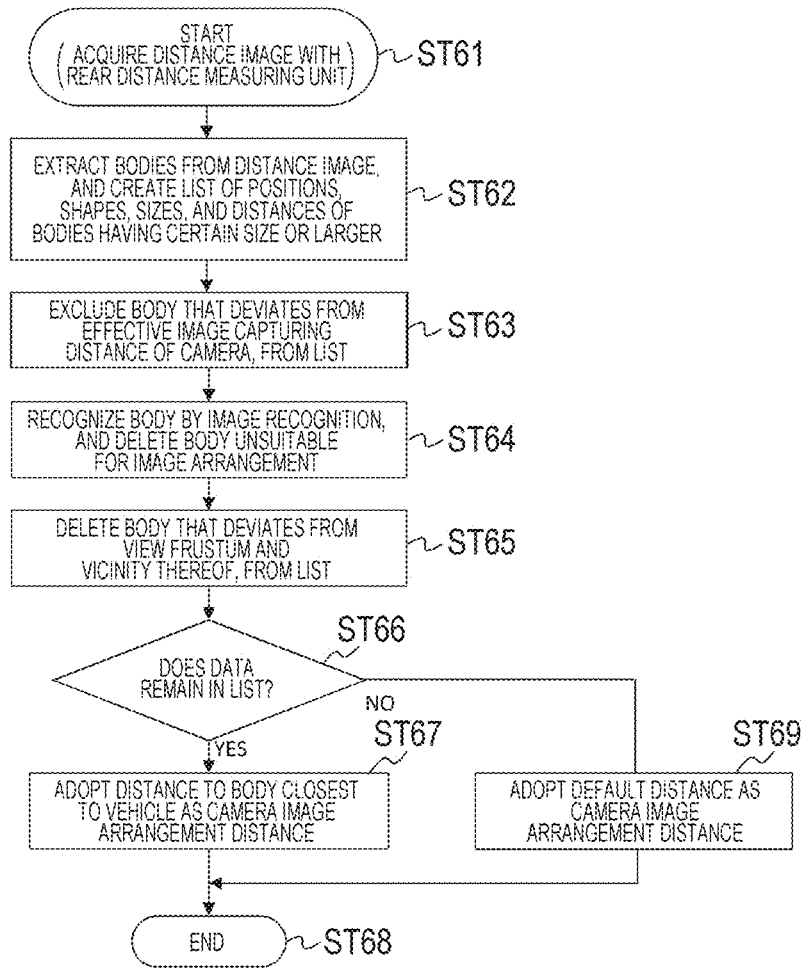 START
(ACQUIRE DISTANCE IMAGE WITH
REAR DISTANCE MEASURING UNIT)
ST61
EXTRACT BODIES FROM DISTANCE IMAGE,
AND CREATE LIST OF POSITIONS,
SHAPES, SIZES, AND DISTANCES OF
BODIES HAVING CERTAIN SIZE OR LARGER
ST62
EXCLUDE BODY THAT DEVIATES FROM
EFFECTIVE IMAGE CAPTURING
DISTANCE OF CAMERA, FROM LIST
ST63
RECOGNIZE BODY BY IMAGE RECOGNITION,
AND DELETE BODY UNSUITABLE
FOR IMAGE ARRANGEMENT
ST64
DELETE BODY THAT DEVIATES FROM
VIEW FRUSTUM AND
VICINITY THEREOF, FROM LIST
ST65
ST66
DOES DATA
REMAIN IN LIST?
NO
YES
ST67
ADOPT DISTANCE TO BODY CLOSEST
TO VEHICLE AS CAMERA IMAGE
ARRANGEMENT DISTANCE
ST69
ADOPT DEFAULT DISTANCE AS
CAMERA IMAGE
ARRANGEMENT DISTANCE
END
ST68